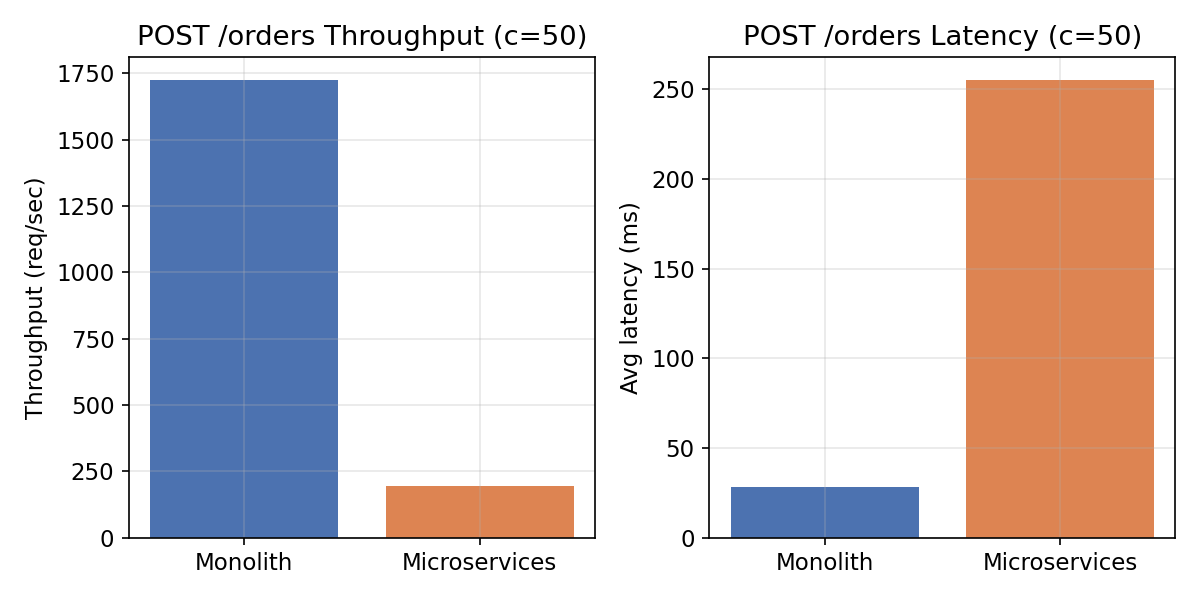 POST /orders Throughput (c=50)
Throughput (req/sec)
1750
1500
1250
1000
750
500
250
0
Monolith
Microservices
POST /orders Latency (c=50)
Avg latency (ms)
250
200
150
100
50
0
Monolith
Microservices